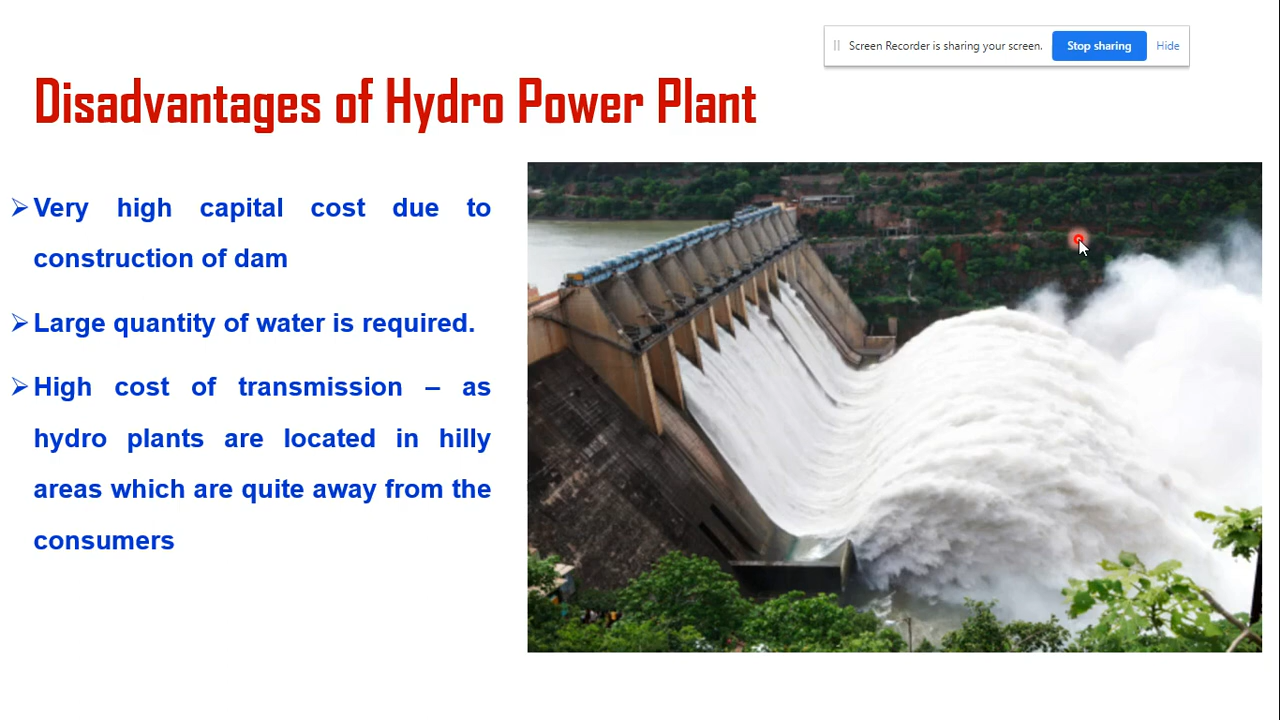 Screen Recorder is sharing your screen. Stop sharing Hide
Disadvantages of Hydro Power Plant
Very high capital cost due to
construction of dam
Large quantity of water is required.
High cost of transmission – as
hydro plants are located in hilly
areas which are quite away from the
consumers